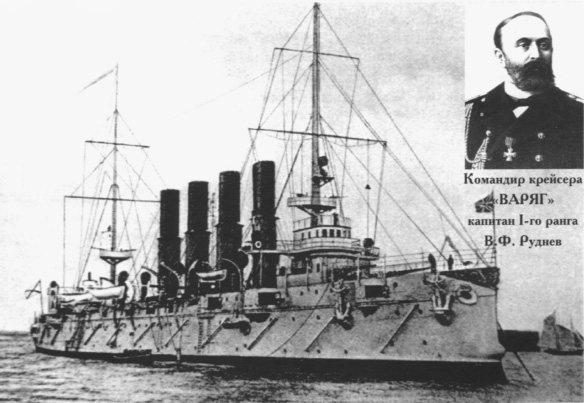 Командир крейсера
«ВАРЯГ»
капитан I-го ранга
В.Ф. Руднев